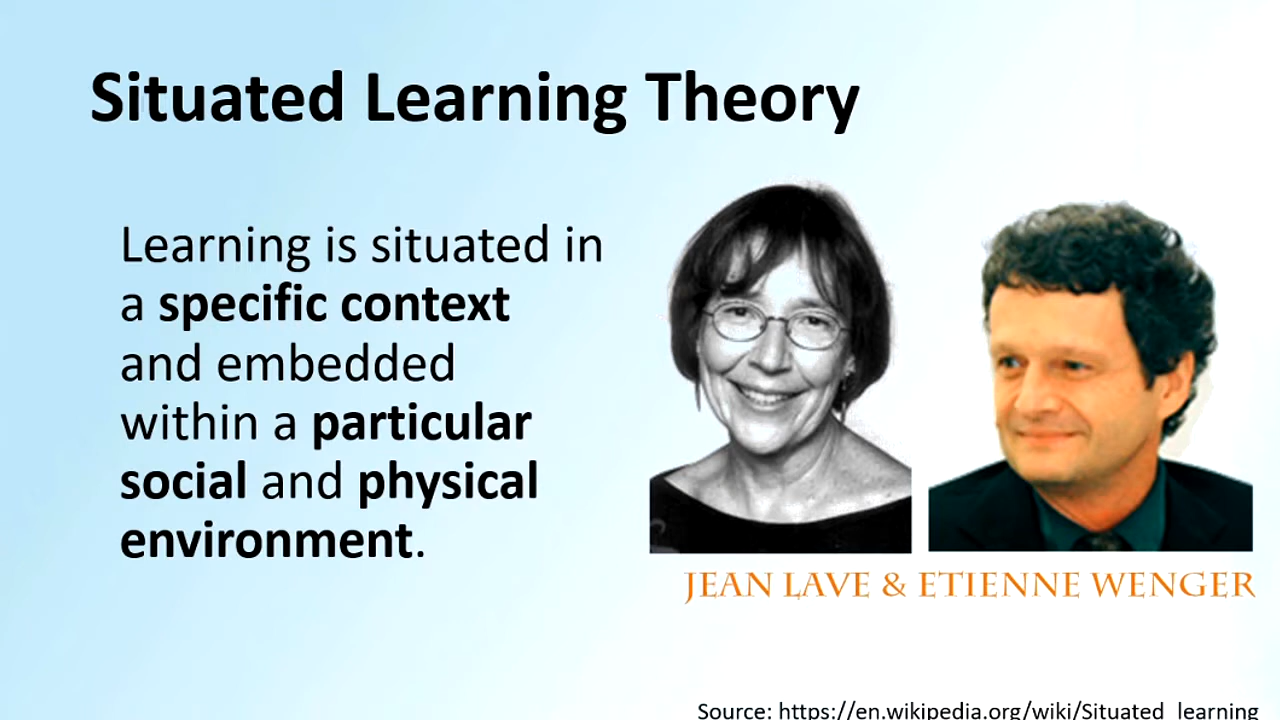 Situated Learning Theory
Learning is situated in
a specific context
and embedded
within a particular
social and physical
environment.
JEAN LAVE & ETIENNE WENGER
Source: https://en.wikipedia.org/wiki/Situated_learning